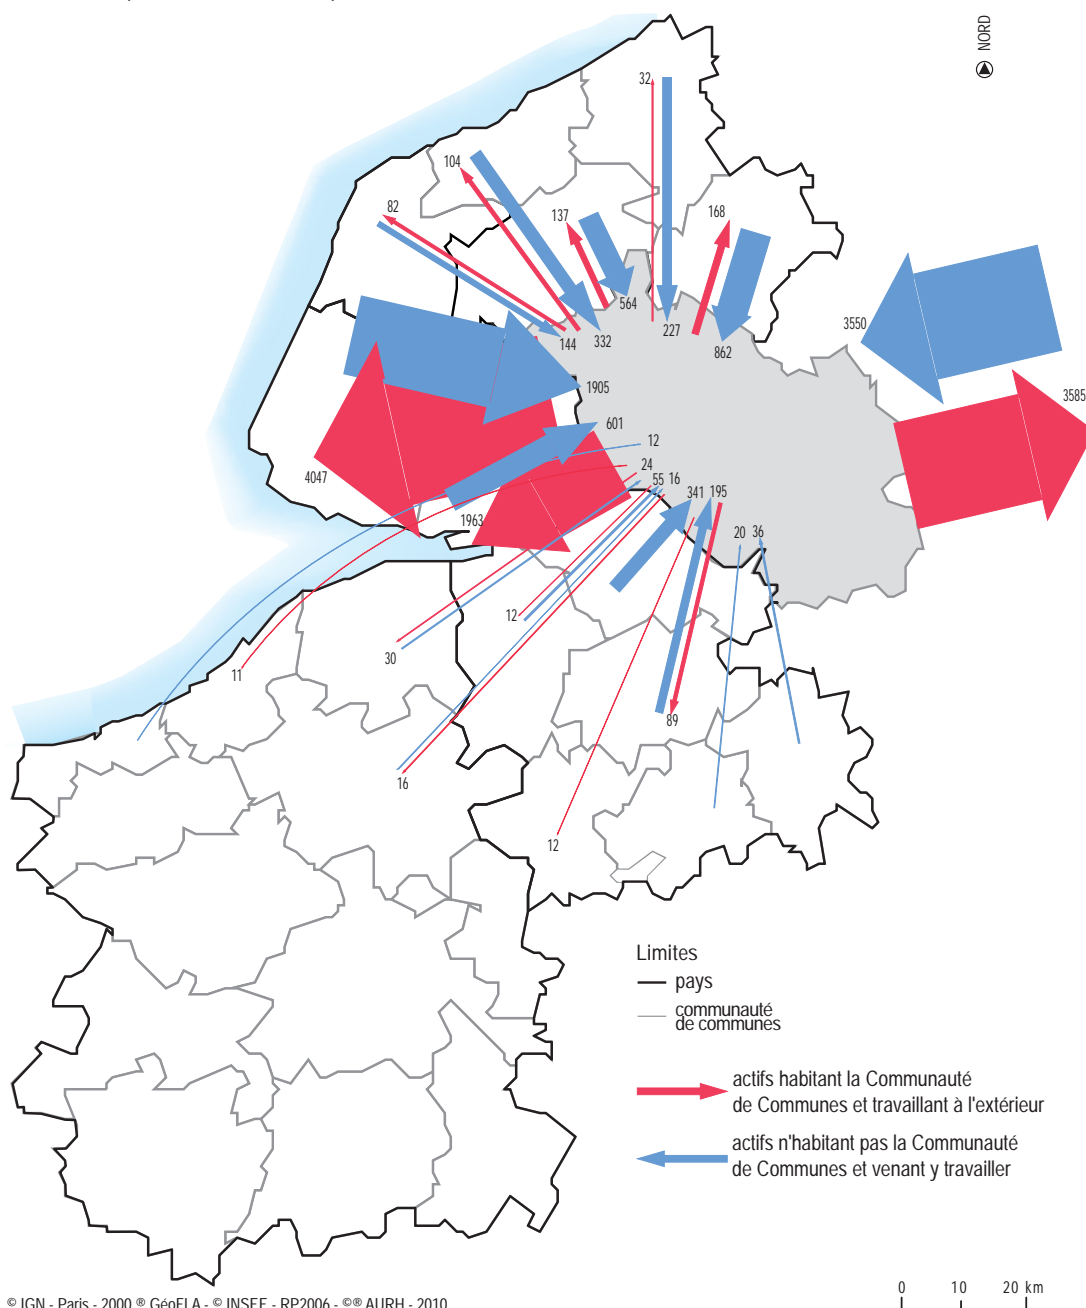 NORD
32
104
82
137
168
564
227
144
332
862
3550
3585
1905
601
12
24
55
16
341
195
4047
1963
20
36
12
30
11
89
16
12
Limites
pays
communauté
de communes
actifs habitant la Communauté
de Communes et travaillant à l'extérieur
actifs n'habitant pas la Communauté
de Communes et venant y travailler
0 10 20 km
© IGN - Paris - 2000 ® GéoFLA - © INSEE - RP2006 - ©® AURH - 2010